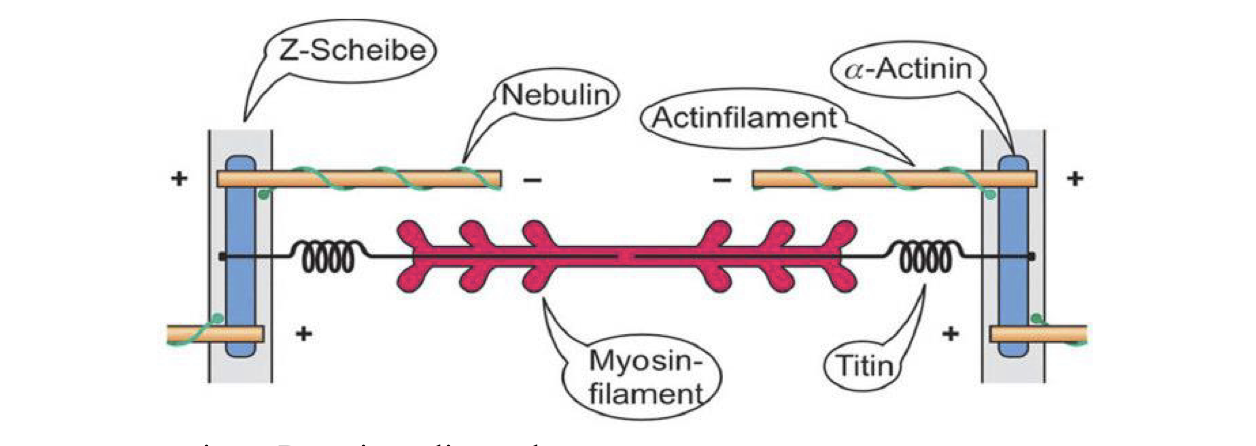 Z-Scheibe
Nebulin
α-Actinin
Actinfilament
+
−
−
+
+
+
Myosin-
filament
Titin